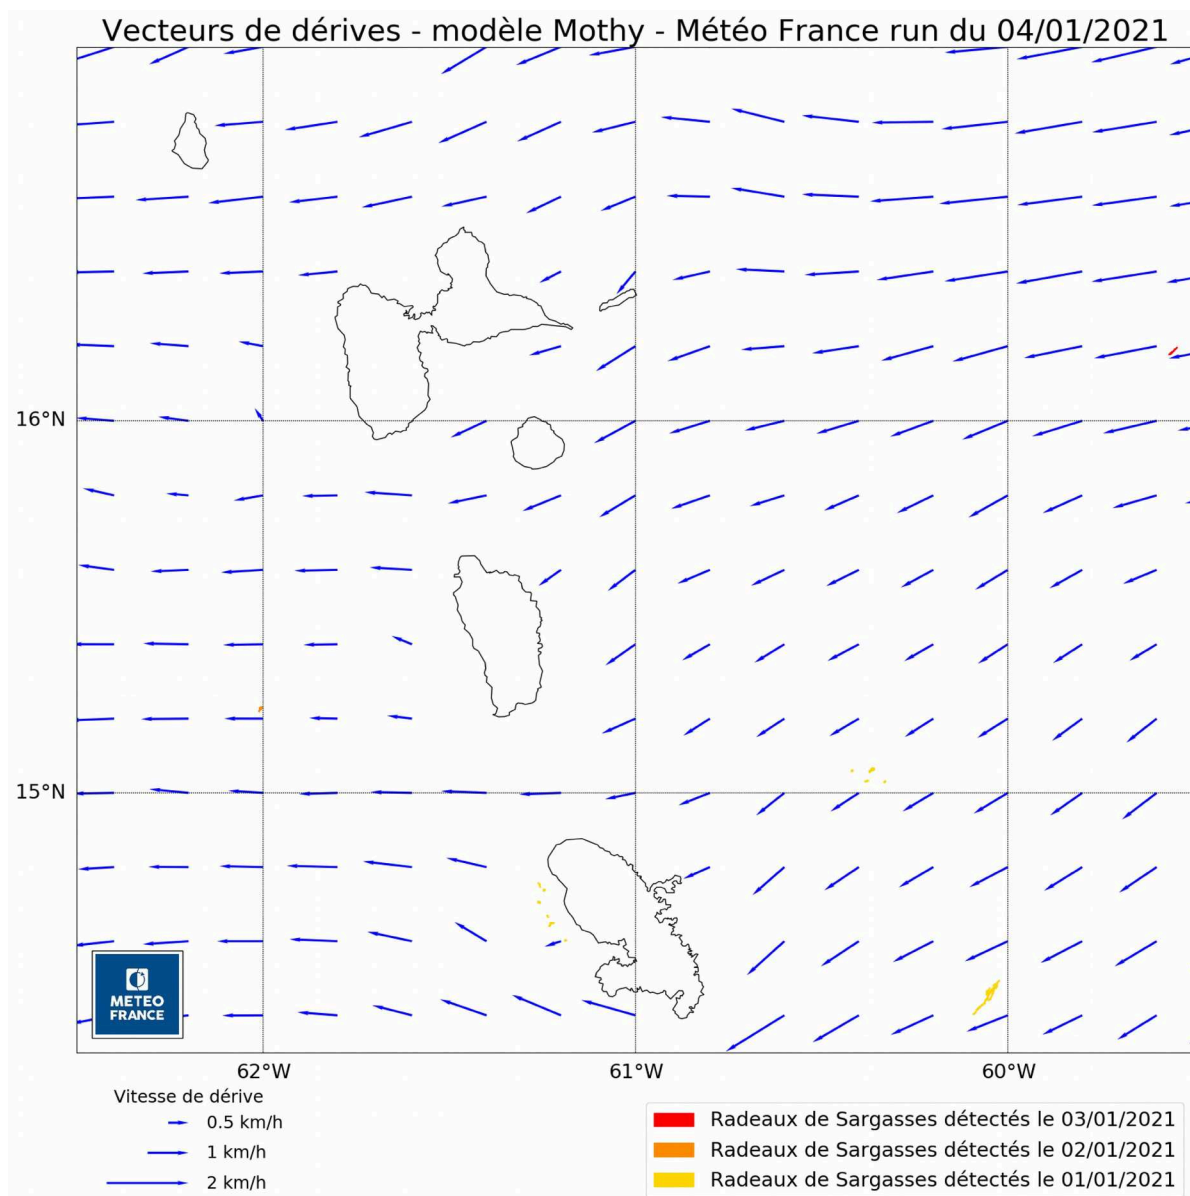 Vecteurs de dérives - modèle Mothy - Météo France run du 04/01/2021
16°N
15°N
METEO
FRANCE
62°W
61°W
60°W
Vitesse de dérive
0.5 km/h
1 km/h
2 km/h
Radeaux de Sargasses détectés le 03/01/2021
Radeaux de Sargasses détectés le 02/01/2021
Radeaux de Sargasses détectés le 01/01/2021